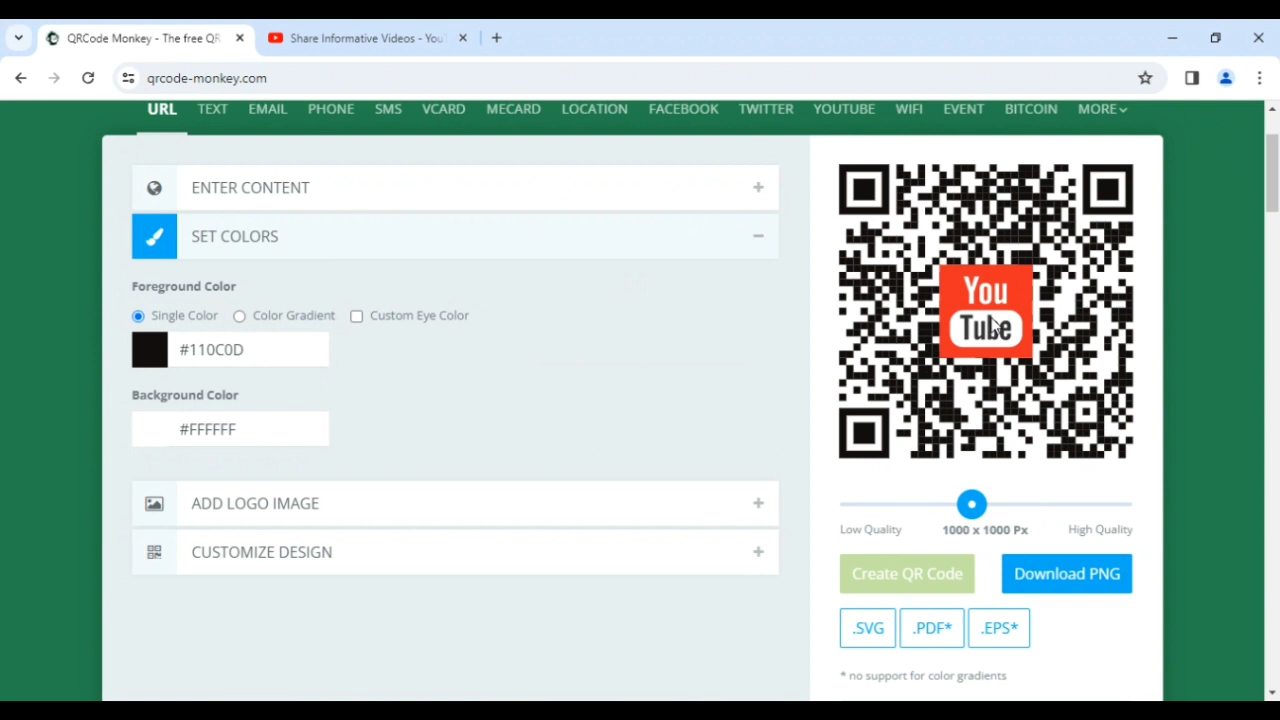 QRCode Monkey - The free QR
Share Informative Videos - You
qrcode-monkey.com
URL TEXT EMAIL PHONE SMS VCARD MECARD LOCATION FACEBOOK TWITTER YOUTUBE WIFI EVENT BITCOIN MORE
ENTER CONTENT
SET COLORS
Foreground Color
Single Color Color Gradient Custom Eye Color
#110C0D
Background Color
#FFFFFF
ADD LOGO IMAGE
CUSTOMIZE DESIGN
You
Tube
Low Quality 1000 x 1000 Px High Quality
Create QR Code Download PNG
.SVG .PDF* .EPS*
* no support for color gradients